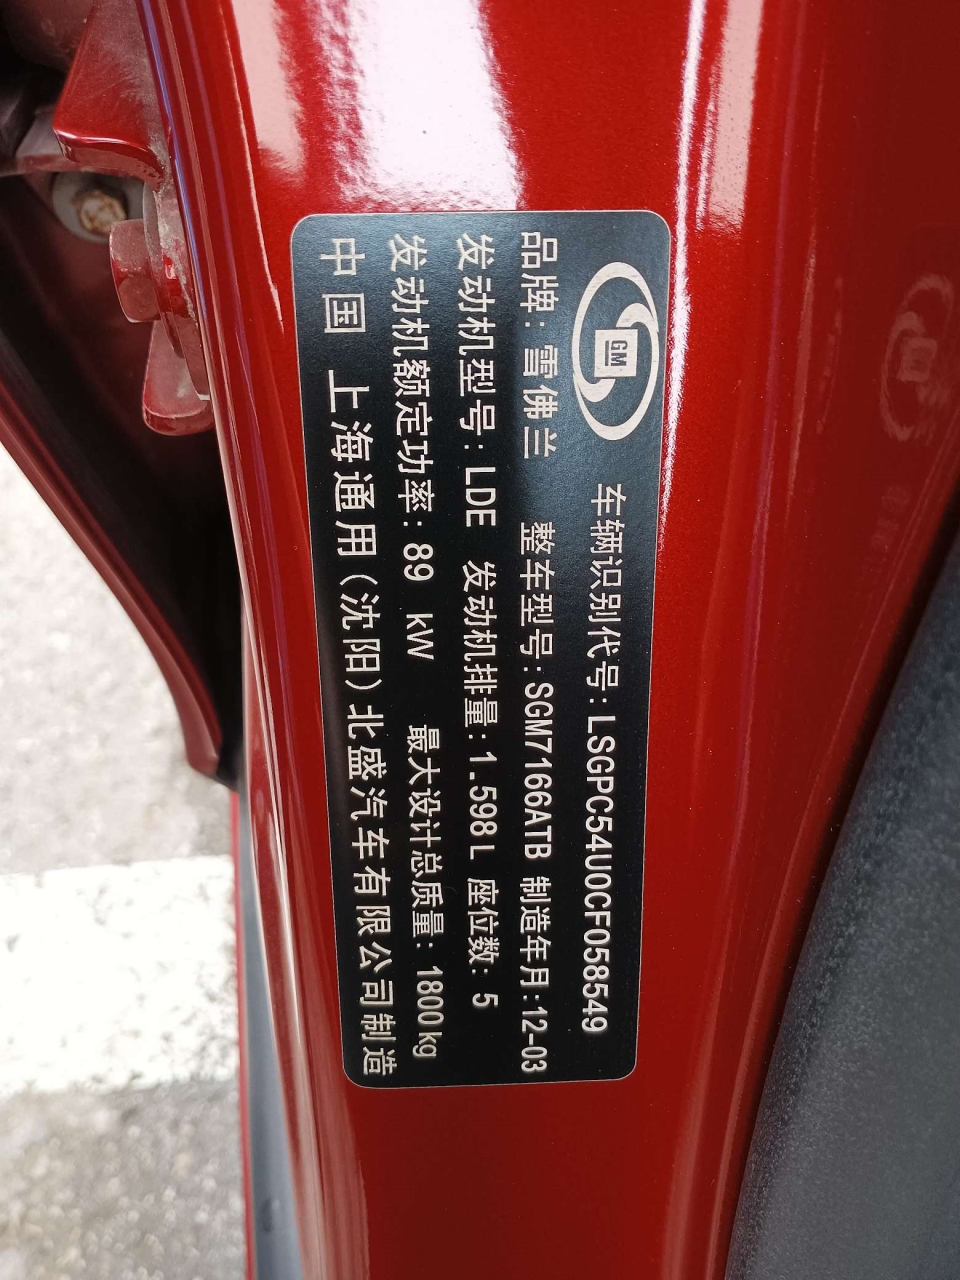 GM
车辆识别代号:LSGPC54U0CF058549
品牌: 雪佛兰 整车型号:SGM7166ATB 制造年月:12-03
发动机型号: LDE 发动机排量: 1.598L 座位数: 5
发动机额定功率: 89 kW 最大设计总质量: 1800kg
中国 上海通用(沈阳)北盛汽车有限公司制造